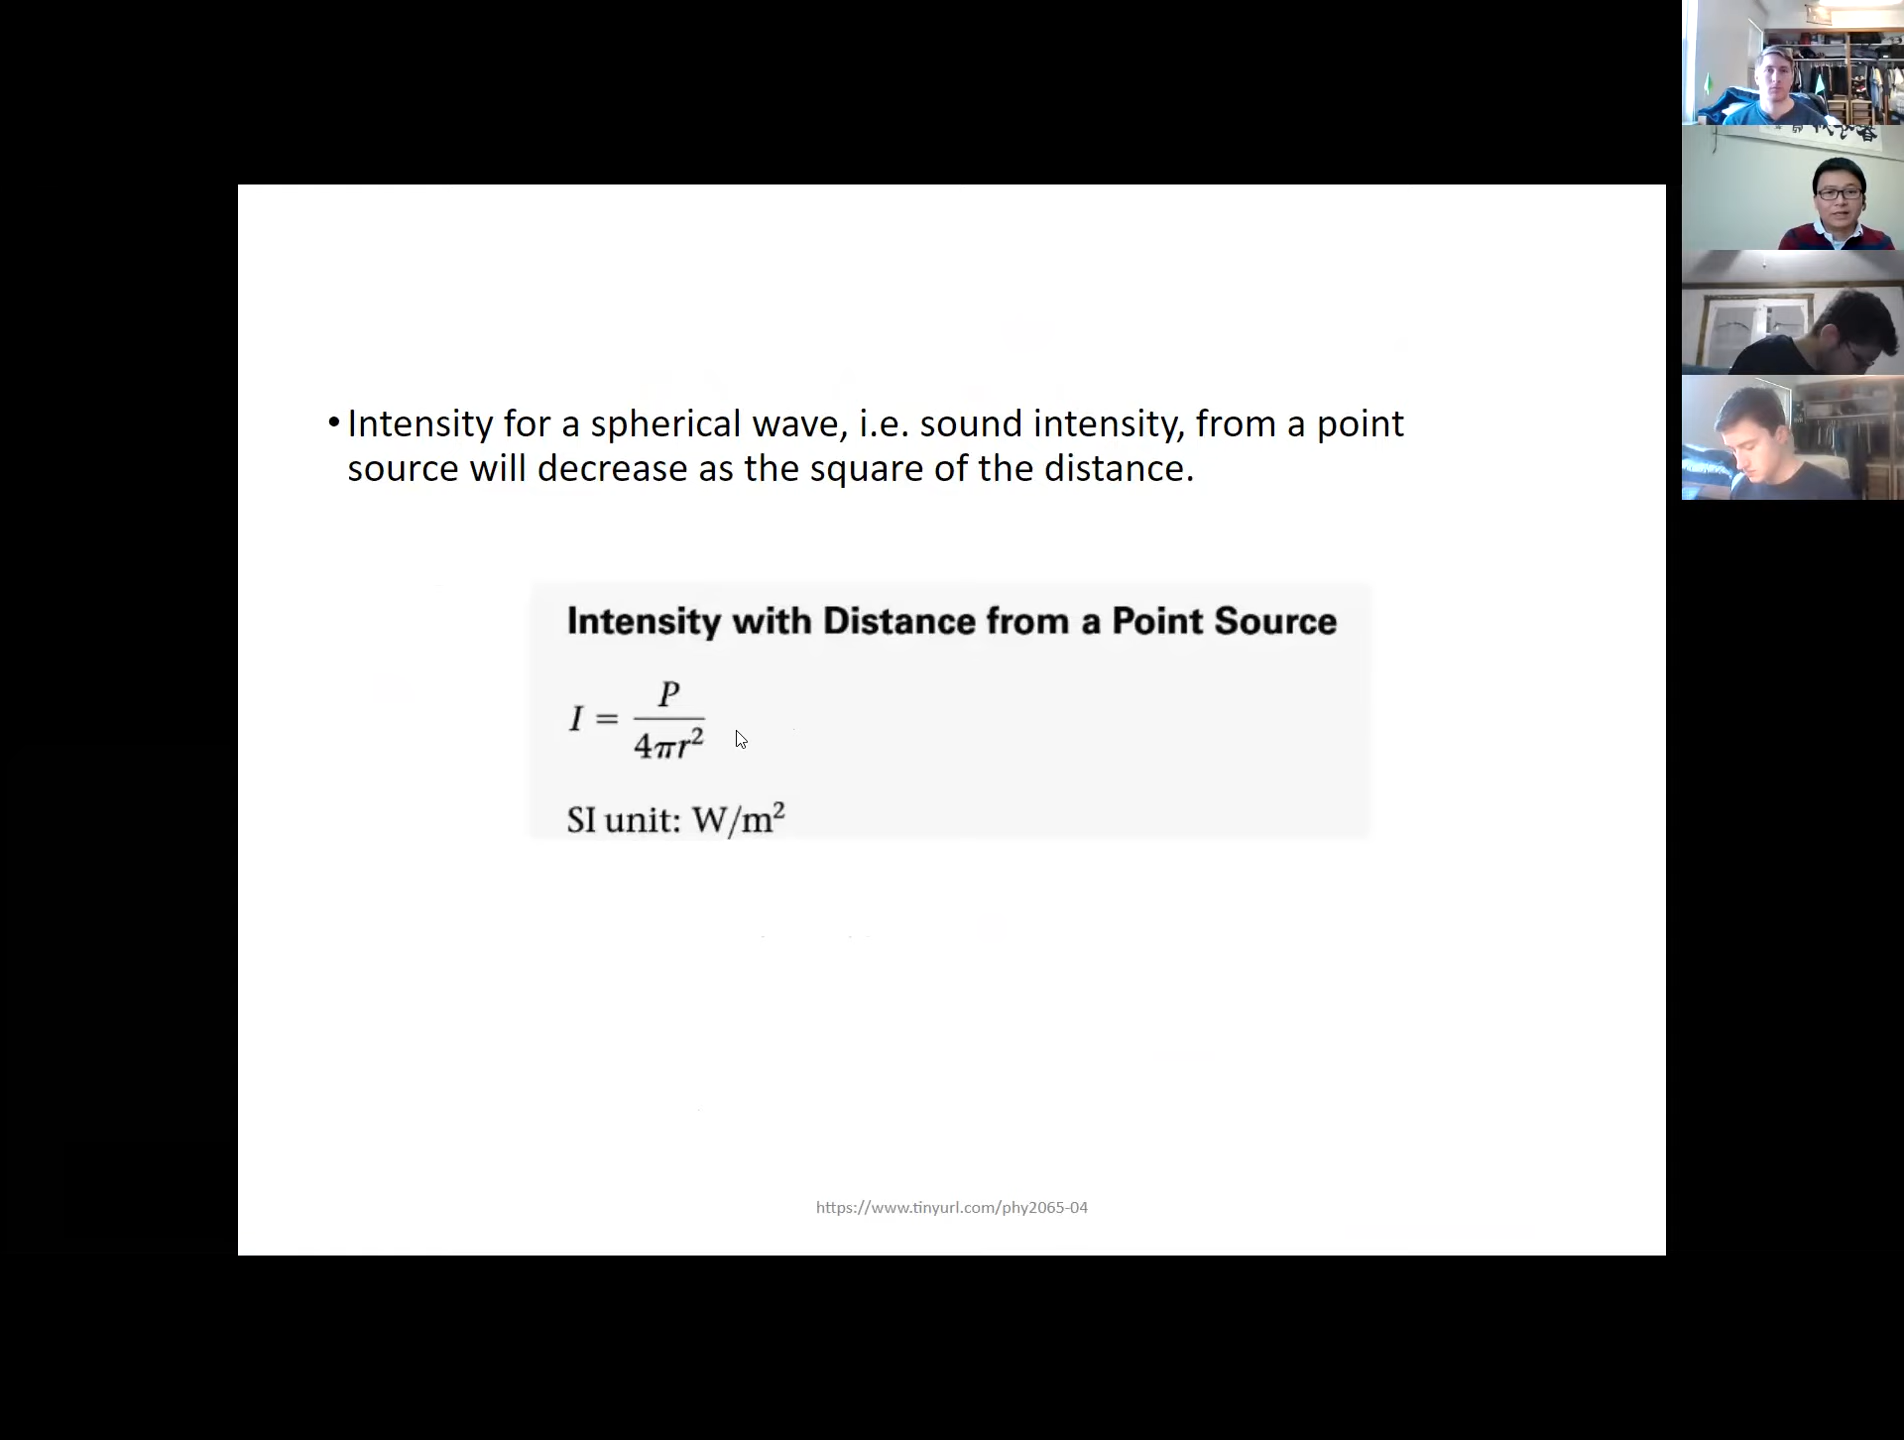 • Intensity for a spherical wave, i.e. sound intensity, from a point
source will decrease as the square of the distance.
Intensity with Distance from a Point Source
I = P / 4πr²
SI unit: W/m²
https://www.tinyurl.com/phy2065-04